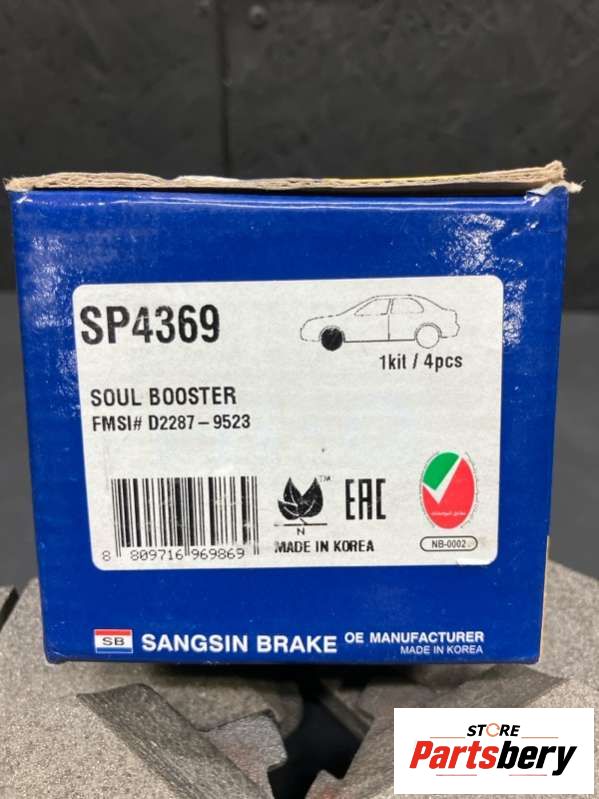 SP4369
1kit / 4pcs
SOUL BOOSTER
FMSI# D2287-9523
8 809716 969869
TM
N
MADE IN KOREA
EAC
NB-0002
SB SANGSIN BRAKE OE MANUFACTURER
MADE IN KOREA
STORE
Partsbery